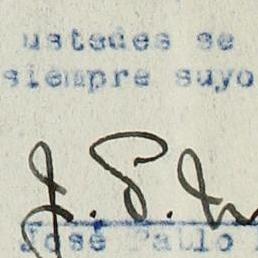 ustedes se
siempre suyo
J. P.
José Pablo